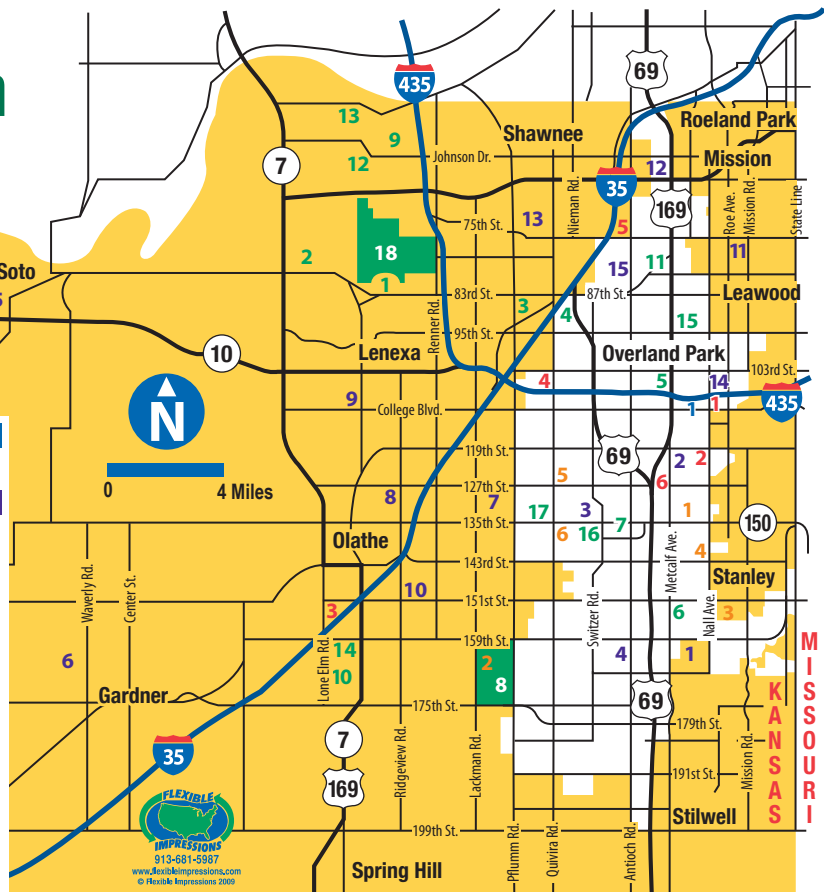 69
435
Roeland Park
Shawnee
13
9
Johnson Dr.
Mission
12
12
7
35
169
Nieman Rd.
Roe Ave.
Mission Rd.
State Line
75th St.
13
5
18
2
15
11
11
1
83rd St.
87th St.
Leawood
Soto
Renner Rd.
3
4
15
95th St.
10
Lenexa
Overland Park
103rd St.
4
5
14
9
College Blvd.
1
1
435
N
0
4 Miles
119th St.
69
2
2
127th St.
5
6
8
7
17
3
1
135th St.
6
16
7
150
Olathe
143rd St.
Metcalf Ave.
4
Stanley
Waverly Rd.
Center St.
10
151st St.
3
Switzer Rd.
6
Nall Ave.
3
159th St.
Lone Elm Rd.
14
10
6
2
8
4
1
MISSOURI
KANSAS
Gardner
175th St.
69
179th St.
Mission Rd.
35
7
169
Ridgeview Rd.
Lackman Rd.
191st St.
FLEXIBLE
IMPRESSIONS
913-681-5987
www.flexibleimpressions.com
© Flexible Impressions 2009
199th St.
Pflumm Rd.
Quivira Rd.
Antioch Rd.
Stilwell
Spring Hill